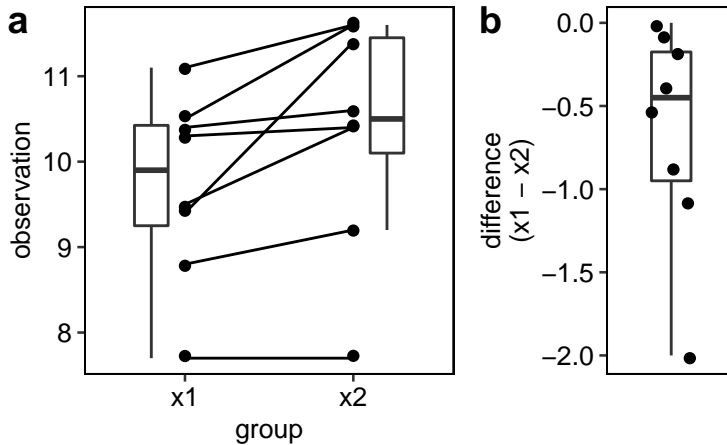 a
observation
11
10
9
8
x1
x2
group
b
difference
(x1 − x2)
0.0
−0.5
−1.0
−1.5
−2.0